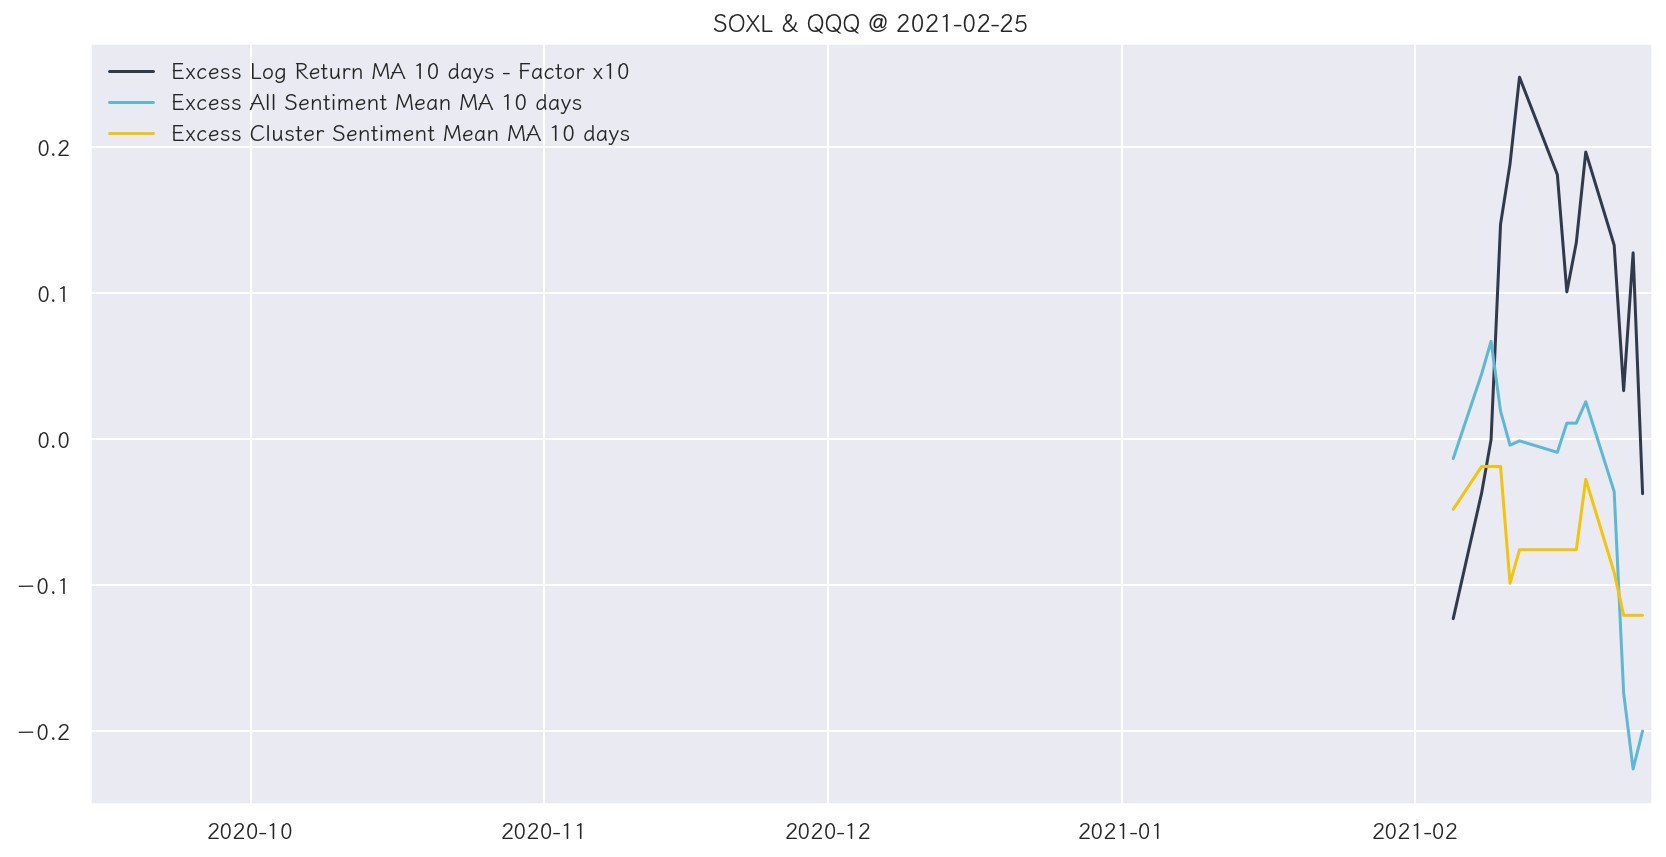 SOXL & QQQ @ 2021-02-25
Excess Log Return MA 10 days - Factor x10
Excess All Sentiment Mean MA 10 days
Excess Cluster Sentiment Mean MA 10 days
0.2
0.1
0.0
−0.1
−0.2
2020-10
2020-11
2020-12
2021-01
2021-02